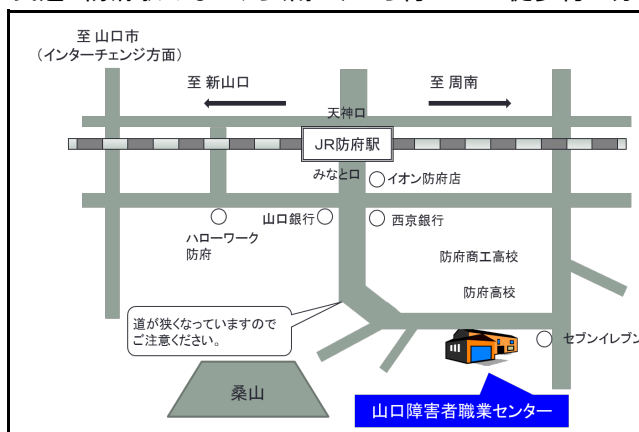 至 山口市
（インターチェンジ方面）
至 新山口
至 周南
天神口
JR防府駅
みなと口
イオン防府店
山口銀行
西京銀行
ハローワーク
防府
防府商工高校
防府高校
道が狭くなっていますので
ご注意ください。
セブンイレブン
桑山
山口障害者職業センター